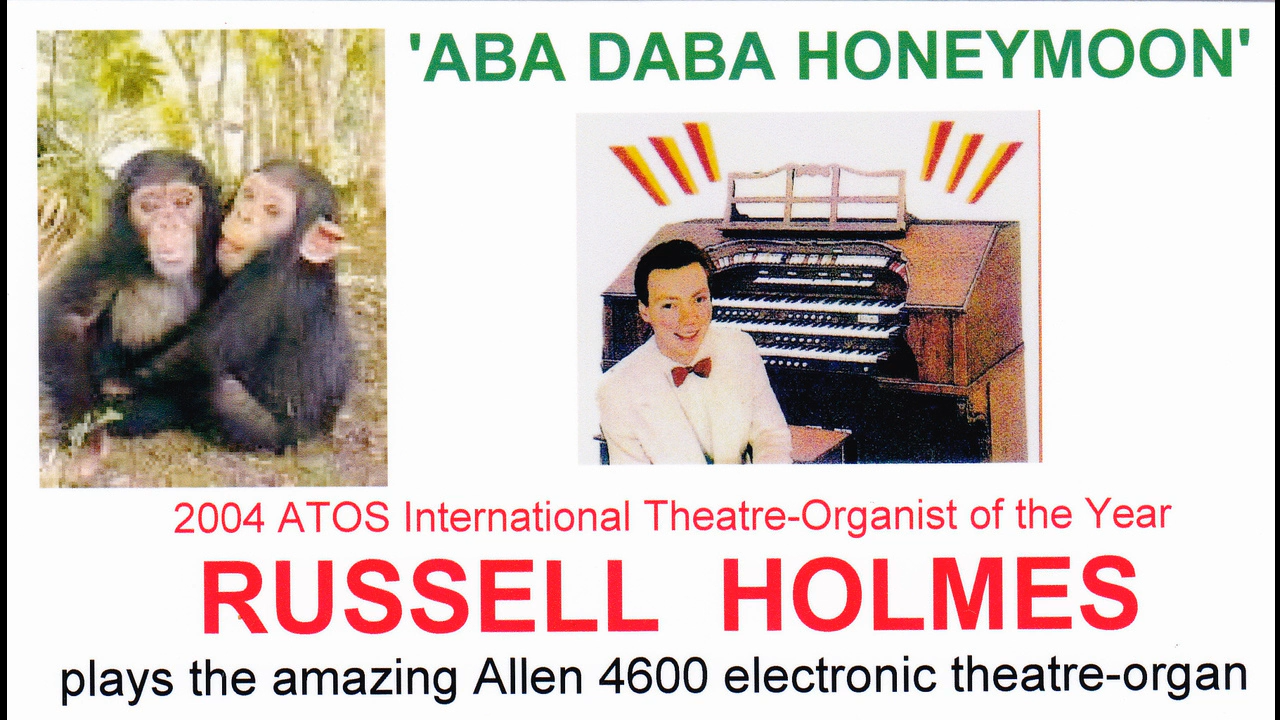 'ABA DABA HONEYMOON'
2004 ATOS International Theatre-Organist of the Year
RUSSELL HOLMES
plays the amazing Allen 4600 electronic theatre-organ